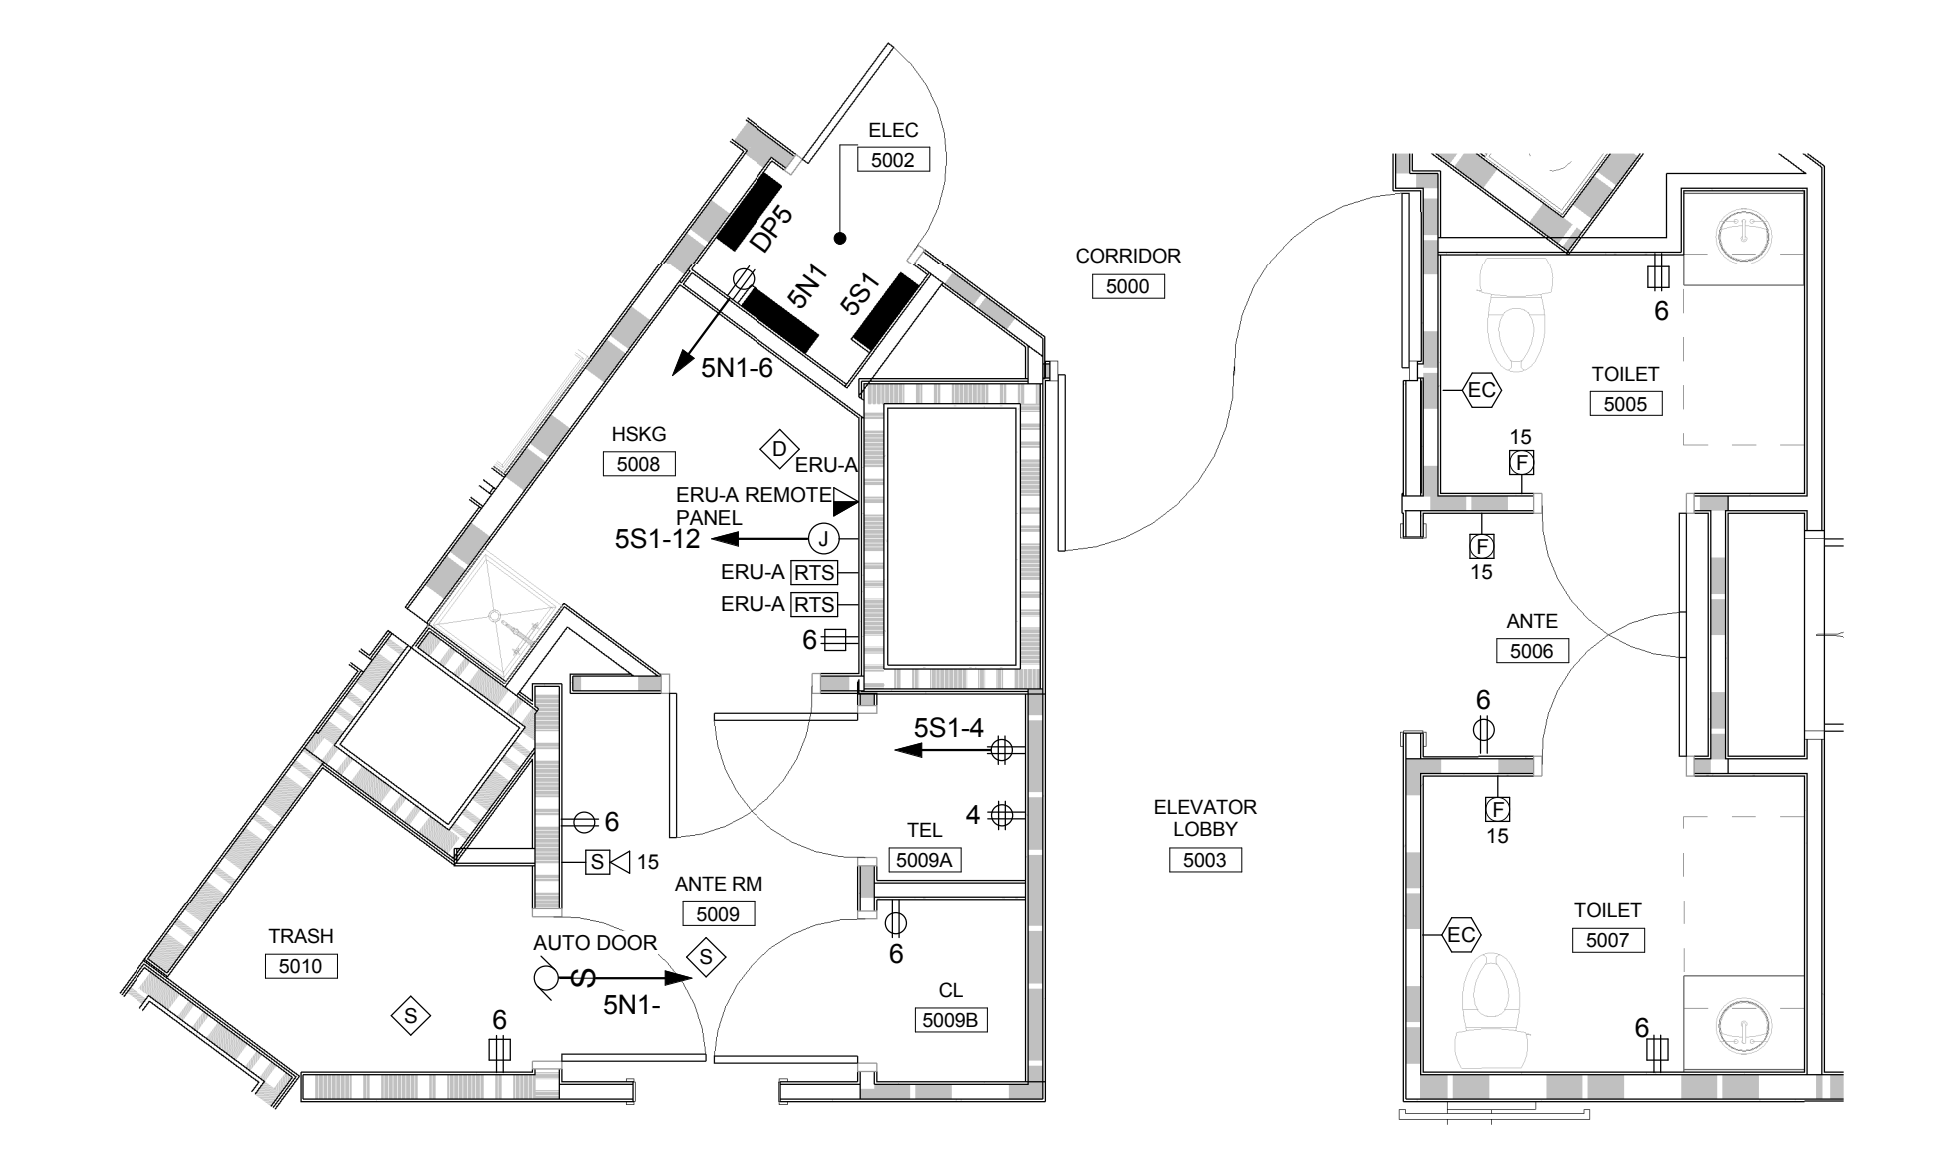 ELEC
5002
DP5
5N1
5S1
5N1-6
CORRIDOR
5000
6
TOILET
5005
EC
15
F
HSKG
5008
D
ERU-A
ERU-A REMOTE
PANEL
5S1-12
J
ERU-A RTS
ERU-A RTS
6
F
15
ANTE
5006
6
5S1-4
4
TEL
5009A
6
S 15
ANTE RM
5009
ELEVATOR
LOBBY
5003
F
15
TOILET
5007
EC
6
TRASH
5010
AUTO DOOR
S
S
5N1-
6
CL
5009B
S
6